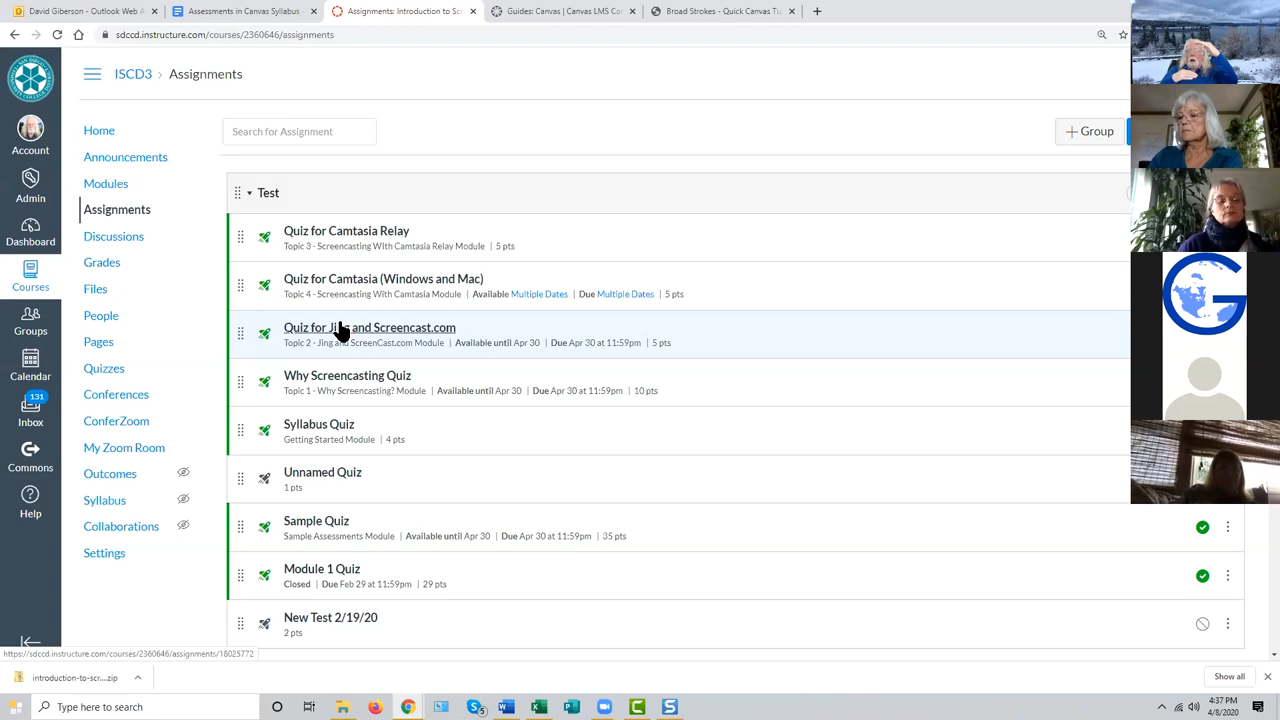 David Giberson - Outlook Web A
Assignments in Canvas Syllabus
Assignments: Introduction to Scr
Guides: Canvas | Canvas LMS Co
Broad Strokes - Quick Canvas Tu
sdccd.instructure.com/courses/2360646/assignments
ISCD3 › Assignments
Account
Admin
Dashboard
Courses
Groups
Calendar
131
Inbox
Commons
Help
Home
Announcements
Modules
Assignments
Discussions
Grades
Files
People
Pages
Quizzes
Conferences
ConferZoom
My Zoom Room
Outcomes
Syllabus
Collaborations
Settings
Search for Assignment
+ Group
Test
Quiz for Camtasia Relay
Topic 3 - Screencasting WIth Camtasia Relay Module | 5 pts
Quiz for Camtasia (Windows and Mac)
Topic 4 - Screencasting With Camtasia Module | Available Multiple Dates | Due Multiple Dates | 5 pts
Quiz for Jing and Screencast.com
Topic 2 - Jing and ScreenCast.com Module | Available until Apr 30 | Due Apr 30 at 11:59pm | 5 pts
Why Screencasting Quiz
Topic 1 - Why Screencasting? Module | Available until Apr 30 | Due Apr 30 at 11:59pm | 10 pts
Syllabus Quiz
Getting Started Module | 4 pts
Unnamed Quiz
1 pts
Sample Quiz
Sample Assessments Module | Available until Apr 30 | Due Apr 30 at 11:59pm | 35 pts
Module 1 Quiz
Closed | Due Feb 29 at 11:59pm | 29 pts
New Test 2/19/20
2 pts
https://sdccd.instructure.com/courses/2360646/assignments/18025772
introduction-to-scr....zip
Show all
Type here to search
5
4:37 PM
4/8/2020
G